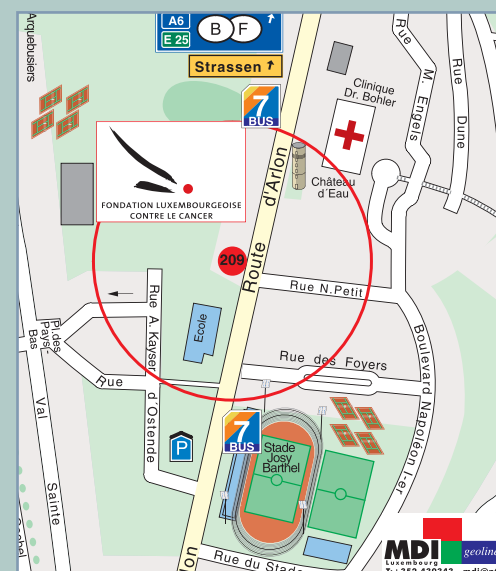 Arquebusiers
A6
E 25
B F
Strassen
7
BUS
Rue
M. Engels
Rue
Dune
Clinique
Dr. Bohler
Château
d'Eau
FONDATION LUXEMBOURGEOISE
CONTRE LE CANCER
209
Route d'Arlon
Rue N.Petit
Rue A. Kayser
Ecole
Pl.des
Pays-
Bas
Rue des Foyers
Rue
d'Ostende
Boulevard Napoléon I-er
Val
Sainte
P
7
BUS
Stade
Josy
Barthel
Rue du Stade
MDI
Luxembourg
geoline